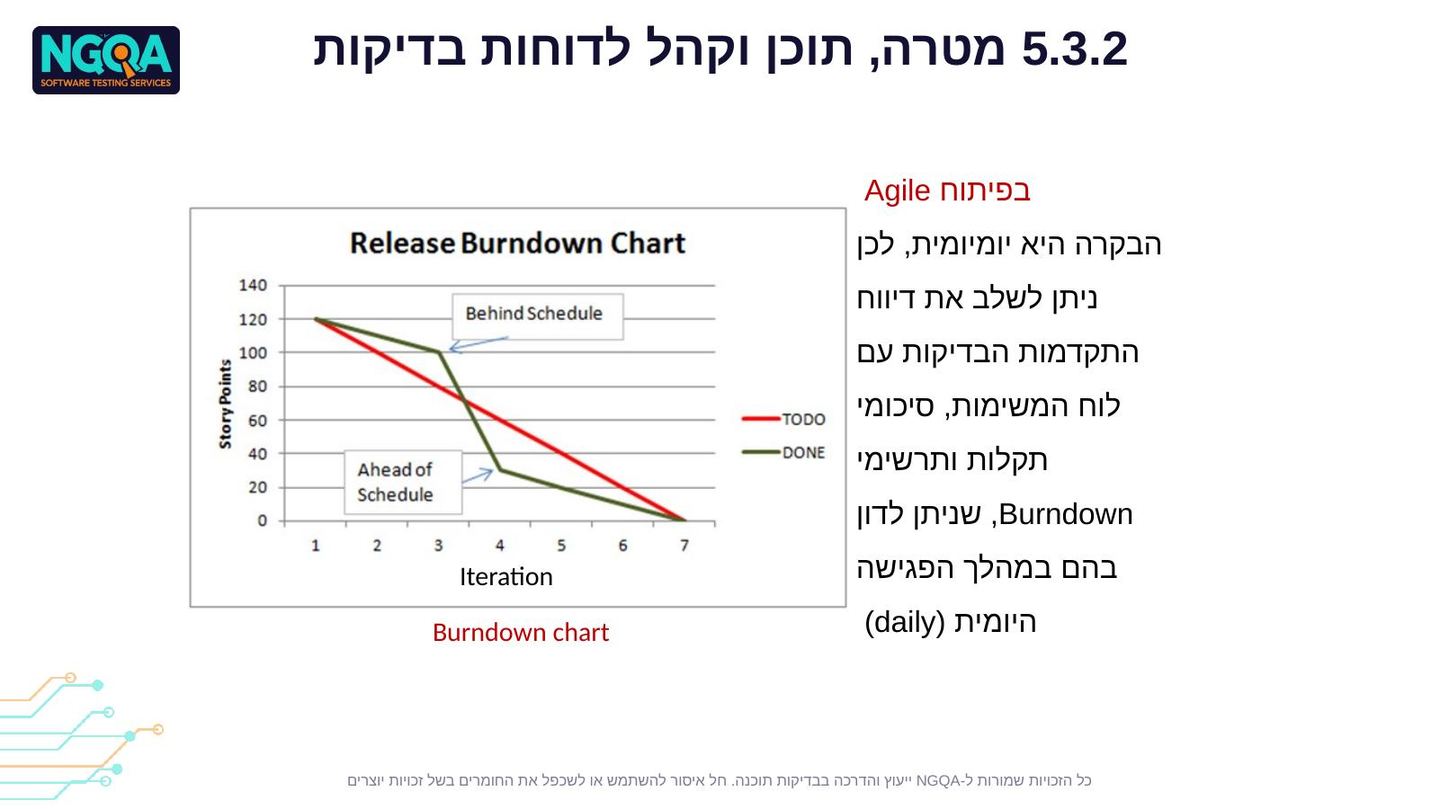 NGQA
SOFTWARE TESTING SERVICES
5.3.2 מטרה, תוכן וקהל לדוחות בדיקות
בפיתוח Agile
הבקרה היא יומיומית, לכן
ניתן לשלב את דיווח
התקדמות הבדיקות עם
לוח המשימות, סיכומי
תקלות ותרשימי
Burndown, שניתן לדון
בהם במהלך הפגישה
היומית (daily)
Release Burndown Chart
Story Points
140
120
100
80
60
40
20
0
Behind Schedule
Ahead of
Schedule
TODO
DONE
1 2 3 4 5 6 7
Iteration
Burndown chart
כל הזכויות שמורות ל-NGQA ייעוץ והדרכה בבדיקות תוכנה. חל איסור להשתמש או לשכפל את החומרים בשל זכויות יוצרים